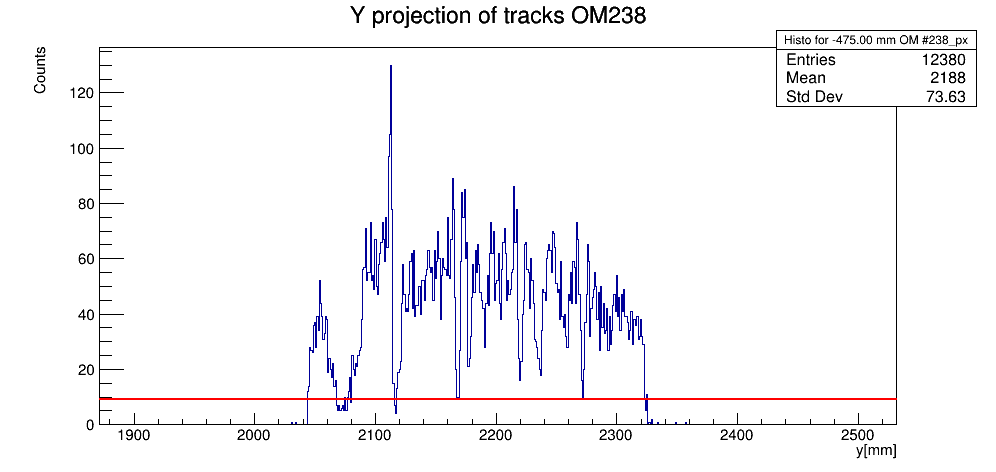 Y projection of tracks OM238
Histo for -475.00 mm OM #238_px
Entries 12380
Mean 2188
Std Dev 73.63
Counts
120
100
80
60
40
20
0
1900 2000 2100 2200 2300 2400 2500
y[mm]